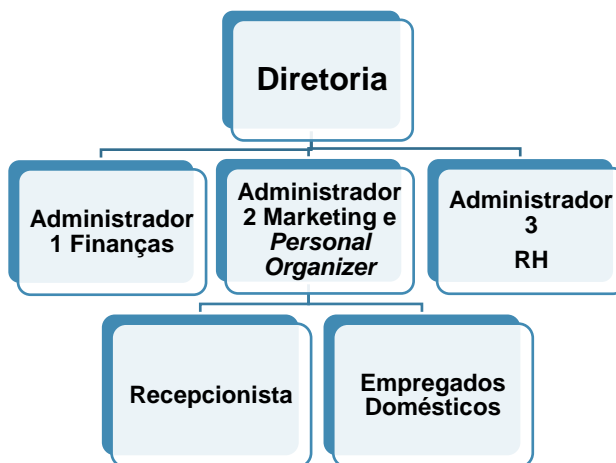 Diretoria
Administrador
1 Finanças
Administrador
2 Marketing e
Personal
Organizer
Administrador
3
RH
Recepcionista
Empregados
Domésticos